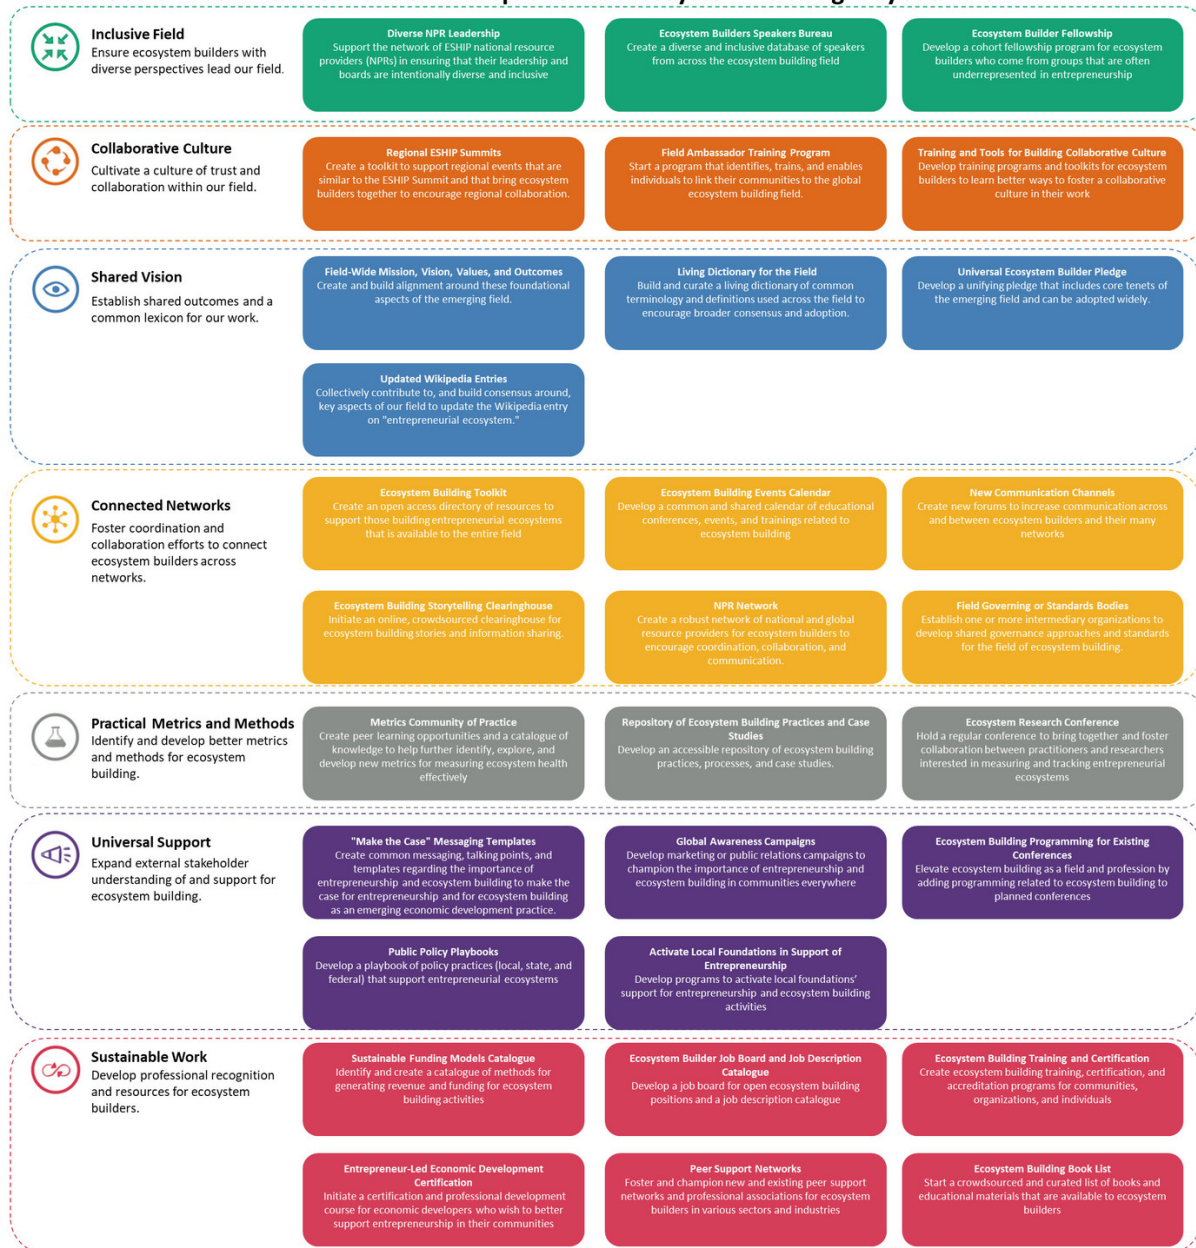 Inclusive Field
Ensure ecosystem builders with
diverse perspectives lead our field.
Diverse NPR Leadership
Support the network of ESHIP national resource
providers (NPRs) in ensuring that their leadership and
boards are intentionally diverse and inclusive
Ecosystem Builders Speakers Bureau
Create a diverse and inclusive database of speakers
from across the ecosystem building field
Ecosystem Builder Fellowship
Develop a cohort fellowship program for ecosystem
builders who come from groups that are often
underrepresented in entrepreneurship
Collaborative Culture
Cultivate a culture of trust and
collaboration within our field.
Regional ESHIP Summits
Create a toolkit to support regional events that are
similar to the ESHIP Summit and that bring ecosystem
builders together to encourage regional collaboration.
Field Ambassador Training Program
Start a program that identifies, trains, and enables
individuals to link their communities to the global
ecosystem building field.
Training and Tools for Building Collaborative Culture
Develop training programs and toolkits for ecosystem
builders to learn better ways to foster a collaborative
culture in their work
Shared Vision
Establish shared outcomes and a
common lexicon for our work.
Field-Wide Mission, Vision, Values, and Outcomes
Create and build alignment around these foundational
aspects of the emerging field.
Living Dictionary for the Field
Build and curate a living dictionary of common
terminology and definitions used across the field to
encourage broader consensus and adoption.
Universal Ecosystem Builder Pledge
Develop a unifying pledge that includes core tenets of
the emerging field and can be adopted widely.
Updated Wikipedia Entries
Collectively contribute to, and build consensus around,
key aspects of our field to update the Wikipedia entry
on "entrepreneurial ecosystem."
Connected Networks
Foster coordination and
collaboration efforts to connect
ecosystem builders across
networks.
Ecosystem Building Toolkit
Create an open access directory of resources to
support those building entrepreneurial ecosystems
that is available to the entire field
Ecosystem Building Events Calendar
Develop a common and shared calendar of educational
conferences, events, and trainings related to
ecosystem building
New Communication Channels
Create new forums to increase communication across
and between ecosystem builders and their many
networks
Ecosystem Building Storytelling Clearinghouse
Initiate an online, crowdsourced clearinghouse for
ecosystem building stories and information sharing.
NPR Network
Create a robust network of national and global
resource providers for ecosystem builders to
encourage coordination, collaboration, and
communication.
Field Governing or Standards Bodies
Establish one or more intermediary organizations to
develop shared governance approaches and standards
for the field of ecosystem building.
Practical Metrics and Methods
Identify and develop better metrics
and methods for ecosystem
building.
Metrics Community of Practice
Create peer learning opportunities and a catalogue of
knowledge to help further identify, explore, and
develop new metrics for measuring ecosystem health
effectively
Repository of Ecosystem Building Practices and Case
Studies
Develop an accessible repository of ecosystem building
practices, processes, and case studies.
Ecosystem Research Conference
Hold a regular conference to bring together and foster
collaboration between practitioners and researchers
interested in measuring and tracking entrepreneurial
ecosystems
Universal Support
Expand external stakeholder
understanding of and support for
ecosystem building.
"Make the Case" Messaging Templates
Create common messaging, talking points, and
templates regarding the importance of
entrepreneurship and ecosystem building to make the
case for entrepreneurship and for ecosystem building
as an emerging economic development practice.
Global Awareness Campaigns
Develop marketing or public relations campaigns to
champion the importance of entrepreneurship and
ecosystem building in communities everywhere
Ecosystem Building Programming for Existing
Conferences
Elevate ecosystem building as a field and profession by
adding programming related to ecosystem building to
planned conferences
Public Policy Playbooks
Develop a playbook of policy practices (local, state, and
federal) that support entrepreneurial ecosystems
Activate Local Foundations in Support of
Entrepreneurship
Develop programs to activate local foundations'
support for entrepreneurship and ecosystem building
activities
Sustainable Work
Develop professional recognition
and resources for ecosystem
builders.
Sustainable Funding Models Catalogue
Identify and create a catalogue of methods for
generating revenue and funding for ecosystem
building activities
Ecosystem Builder Job Board and Job Description
Catalogue
Develop a job board for open ecosystem building
positions and a job description catalogue
Ecosystem Building Training and Certification
Create ecosystem building training, certification, and
accreditation programs for communities,
organizations, and individuals
Entrepreneur-Led Economic Development
Certification
Initiate a certification and professional development
course for economic developers who wish to better
support entrepreneurship in their communities
Peer Support Networks
Foster and champion new and existing peer support
networks and professional associations for ecosystem
builders in various sectors and industries
Ecosystem Building Book List
Start a crowdsourced and curated list of books and
educational materials that are available to ecosystem
builders